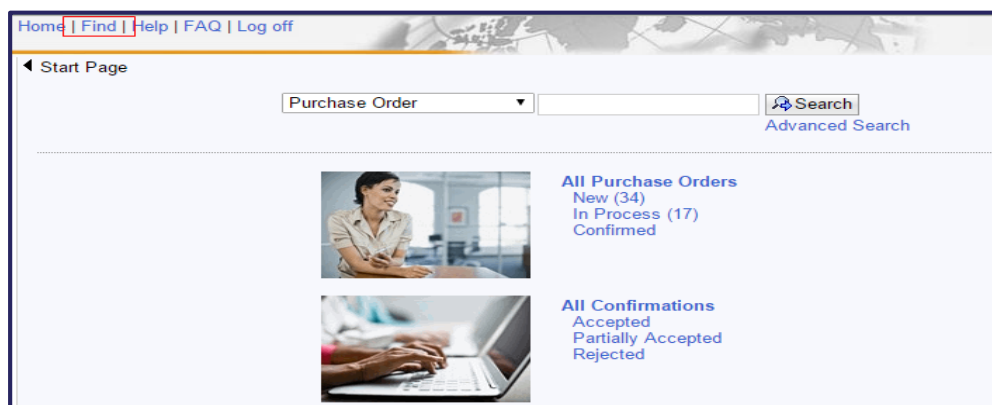 Home | Find | Help | FAQ | Log off
Start Page
Purchase Order Search
Advanced Search
All Purchase Orders
New (34)
In Process (17)
Confirmed
All Confirmations
Accepted
Partially Accepted
Rejected